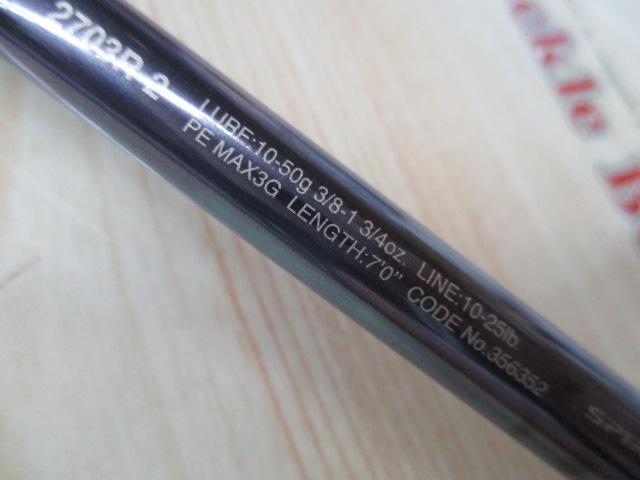 2703R-2
LURE:10-50g 3/8-1 3/4oz. LINE:10-25lb.
PE MAX3G LENGTH:7'0" CODE No.356352